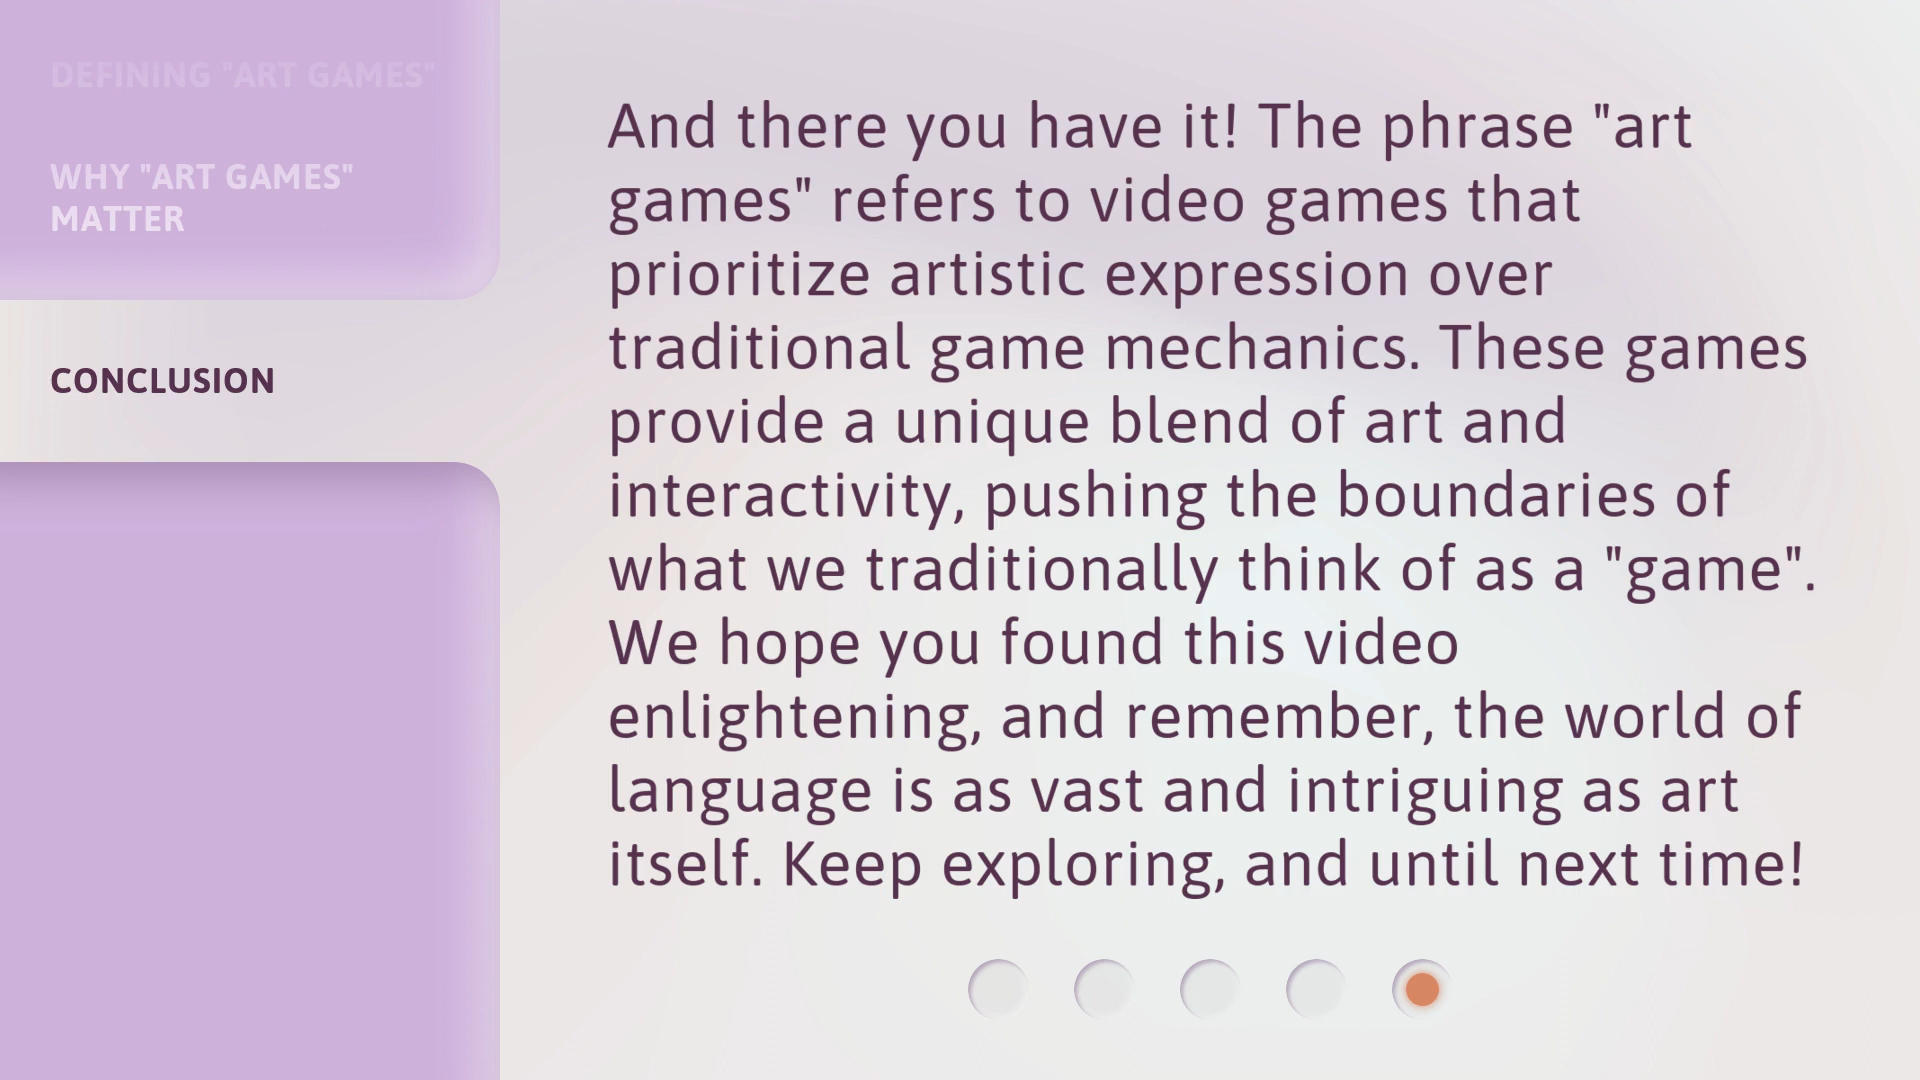 DEFINING "ART GAMES"
WHY "ART GAMES"
MATTER
CONCLUSION
And there you have it! The phrase "art
games" refers to video games that
prioritize artistic expression over
traditional game mechanics. These games
provide a unique blend of art and
interactivity, pushing the boundaries of
what we traditionally think of as a "game".
We hope you found this video
enlightening, and remember, the world of
language is as vast and intriguing as art
itself. Keep exploring, and until next time!